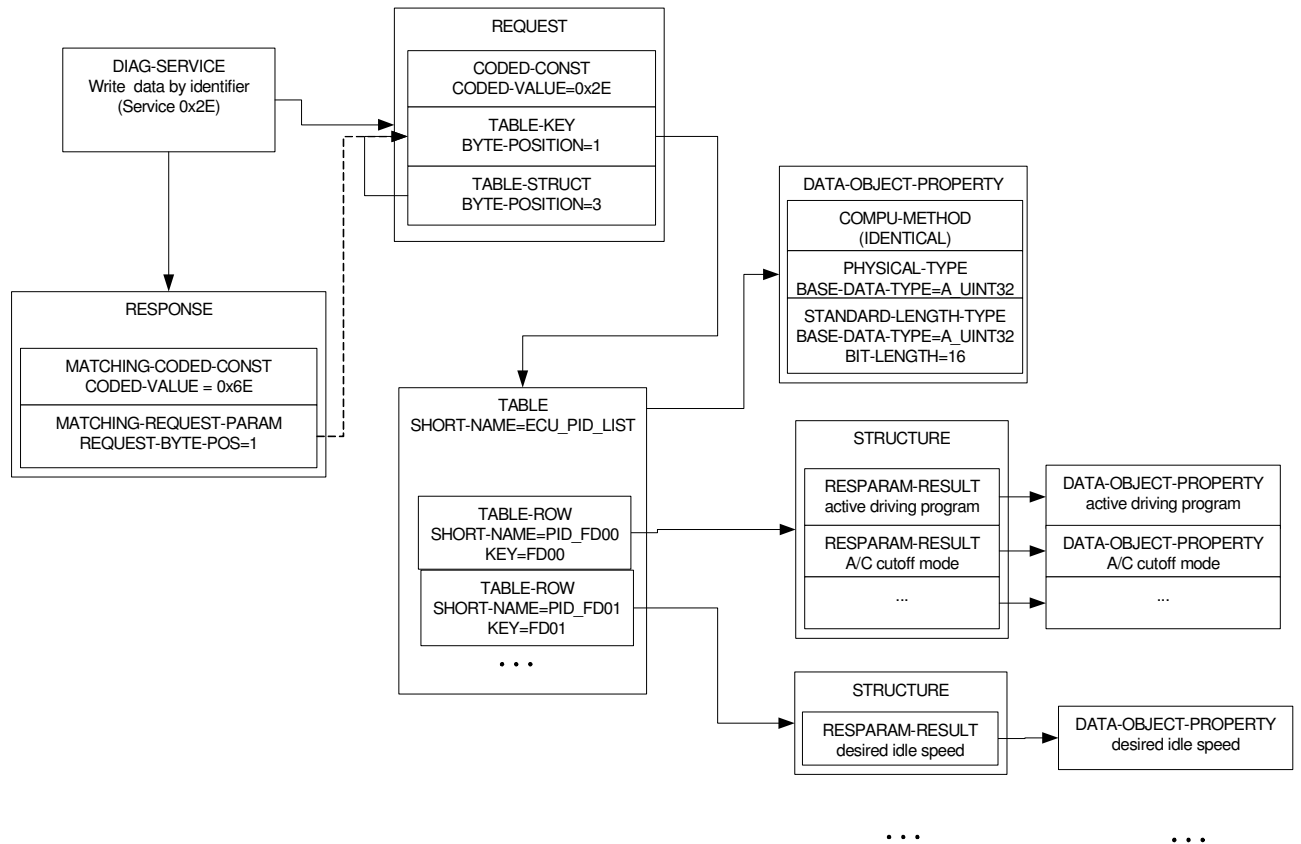 REQUEST
CODED-CONST
CODED-VALUE=0x2E
TABLE-KEY
BYTE-POSITION=1
TABLE-STRUCT
BYTE-POSITION=3
DIAG-SERVICE
Write data by identifier
(Service 0x2E)
RESPONSE
MATCHING-CODED-CONST
CODED-VALUE = 0x6E
MATCHING-REQUEST-PARAM
REQUEST-BYTE-POS=1
DATA-OBJECT-PROPERTY
COMPU-METHOD
(IDENTICAL)
PHYSICAL-TYPE
BASE-DATA-TYPE=A_UINT32
STANDARD-LENGTH-TYPE
BASE-DATA-TYPE=A_UINT32
BIT-LENGTH=16
TABLE
SHORT-NAME=ECU_PID_LIST
TABLE-ROW
SHORT-NAME=PID_FD00
KEY=FD00
TABLE-ROW
SHORT-NAME=PID_FD01
KEY=FD01
...
STRUCTURE
RESPARAM-RESULT
active driving program
RESPARAM-RESULT
A/C cutoff mode
...
DATA-OBJECT-PROPERTY
active driving program
DATA-OBJECT-PROPERTY
A/C cutoff mode
...
STRUCTURE
RESPARAM-RESULT
desired idle speed
DATA-OBJECT-PROPERTY
desired idle speed
...
...